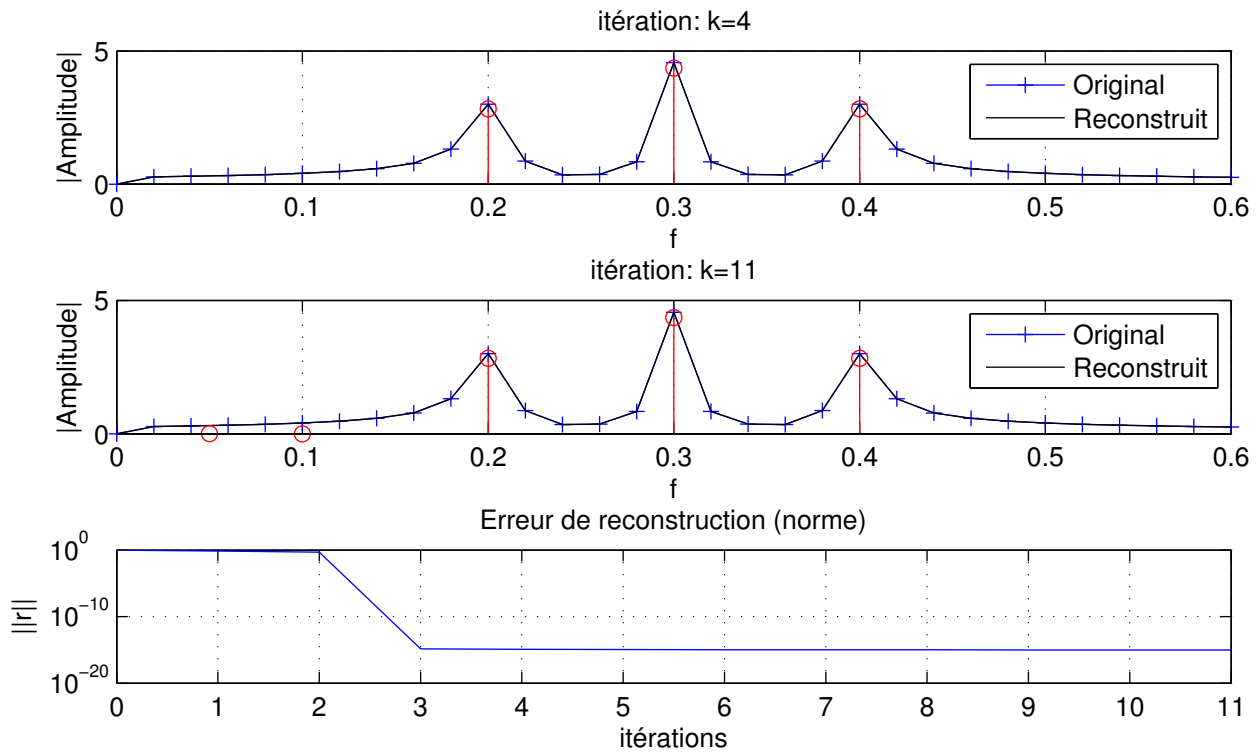 itération: k=4
|Amplitude|
5
0
Original
Reconstruit
0 0.1 0.2 0.3 0.4 0.5 0.6
f
itération: k=11
|Amplitude|
5
0
Original
Reconstruit
0 0.1 0.2 0.3 0.4 0.5 0.6
f
Erreur de reconstruction (norme)
||r||
10^0
10^-10
10^-20
0 1 2 3 4 5 6 7 8 9 10 11
itérations